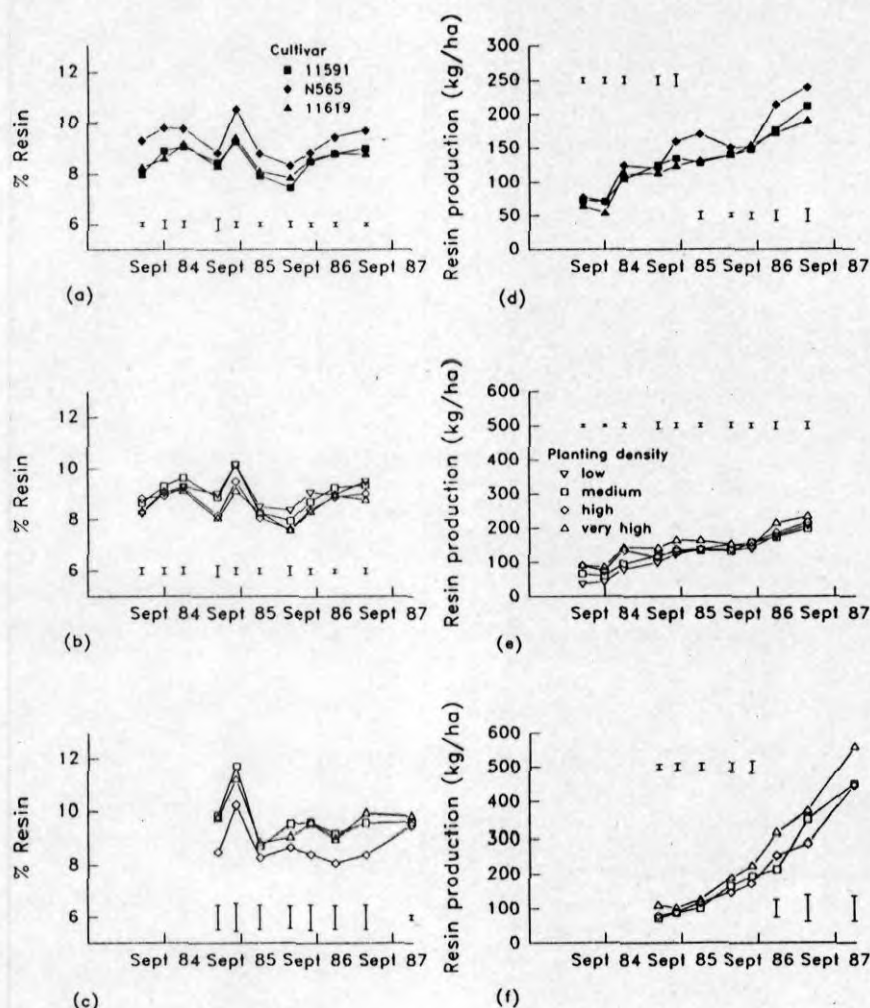 % Resin
12
10
8
6
Cultivar
11591
N565
11619
Sept 84 Sept 85 Sept 86 Sept 87
(a)
Resin production (kg/ha)
300
250
200
150
100
50
0
Sept 84 Sept 85 Sept 86 Sept 87
(d)
% Resin
12
10
8
6
Sept 84 Sept 85 Sept 86 Sept 87
(b)
Resin production (kg/ha)
600
500
400
300
200
100
0
Planting density
low
medium
high
very high
Sept 84 Sept 85 Sept 86 Sept 87
(e)
% Resin
12
10
8
6
Sept 84 Sept 85 Sept 86 Sept 87
(c)
Resin production (kg/ha)
600
500
400
300
200
100
0
Sept 84 Sept 85 Sept 86 Sept 87
(f)